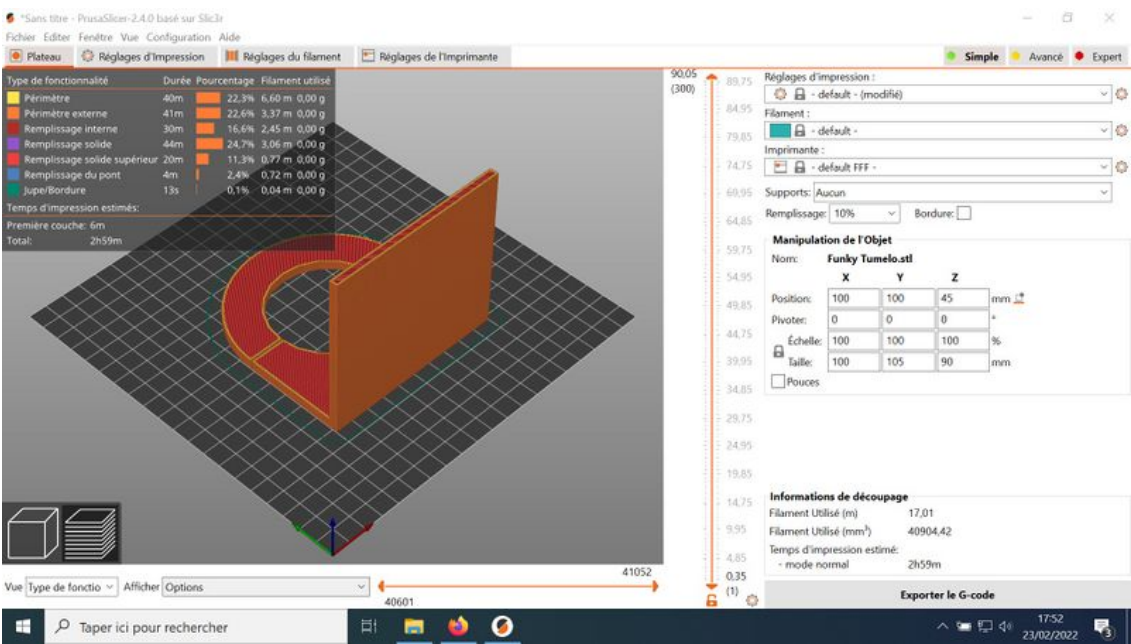 *Sans titre - PrusaSlicer-2.4.0 basé sur Slic3r
Fichier Editer Fenêtre Vue Configuration Aide
Plateau Réglages d'Impression Réglages du filament Réglages de l'Imprimante Simple Avancé Expert
Type de fonctionnalité Durée Pourcentage Filament utilisé
Périmètre 40m 22,3% 6,60 m 0,00 g
Périmètre externe 41m 22,6% 3,37 m 0,00 g
Remplissage interne 30m 16,6% 2,45 m 0,00 g
Remplissage solide 44m 24,7% 3,06 m 0,00 g
Remplissage solide supérieur 20m 11,3% 0,77 m 0,00 g
Remplissage du pont 4m 2,4% 0,72 m 0,00 g
Jupe/Bordure 13s 0,1% 0,04 m 0,00 g
Temps d'impression estimés:
Première couche: 6m
Total: 2h59m
90,05
(300)
89,75
84,95
79,85
74,75
69,95
64,85
59,75
54,95
49,85
44,75
39,95
34,85
29,75
24,95
19,85
14,75
9,95
4,85
0,35
(1)
Réglages d'impression :
- default - (modifié)
Filament :
- default -
Imprimante :
- default FFF -
Supports: Aucun
Remplissage: 10% Bordure:
Manipulation de l'Objet
Nom: Funky Tumelo.stl
X Y Z
Position: 100 100 45 mm
Pivoter: 0 0 0 °
Échelle: 100 100 100 %
Taille: 100 105 90 mm
Pouces
Informations de découpage
Filament Utilisé (m) 17,01
Filament Utilisé (mm³) 40904,42
Temps d'impression estimé:
- mode normal 2h59m
Exporter le G-code
Vue Type de fonctio Afficher Options
41052
40601
Taper ici pour rechercher
17:52
23/02/2022
3